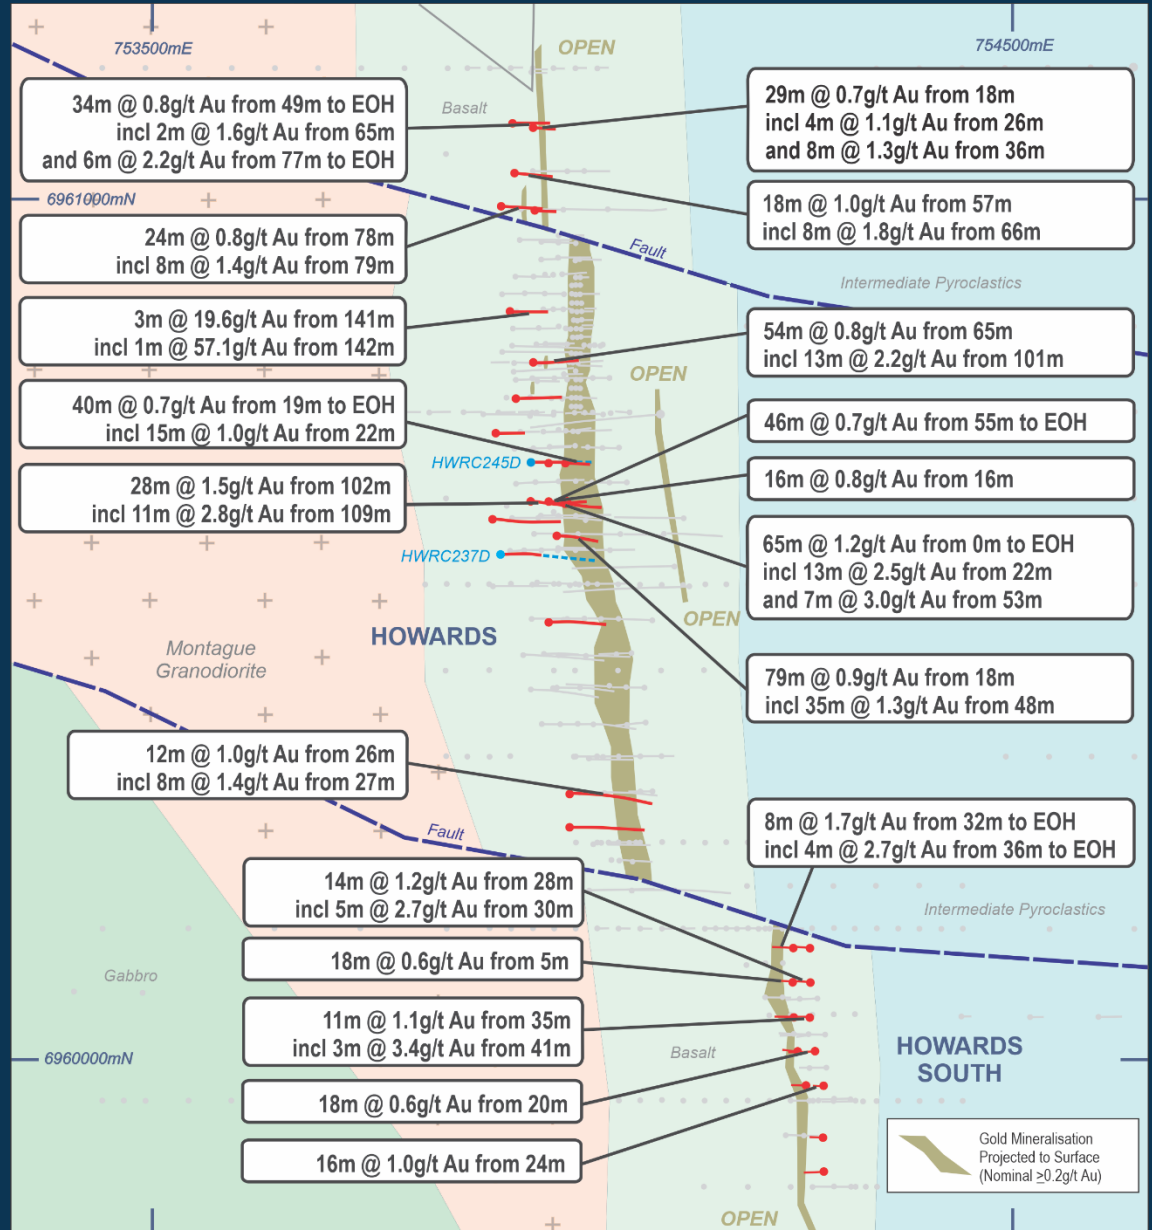 753500mE
754500mE
OPEN
Basalt
34m @ 0.8g/t Au from 49m to EOH
incl 2m @ 1.6g/t Au from 65m
and 6m @ 2.2g/t Au from 77m to EOH
29m @ 0.7g/t Au from 18m
incl 4m @ 1.1g/t Au from 26m
and 8m @ 1.3g/t Au from 36m
6961000mN
18m @ 1.0g/t Au from 57m
incl 8m @ 1.8g/t Au from 66m
24m @ 0.8g/t Au from 78m
incl 8m @ 1.4g/t Au from 79m
Fault
Intermediate Pyroclastics
3m @ 19.6g/t Au from 141m
incl 1m @ 57.1g/t Au from 142m
54m @ 0.8g/t Au from 65m
incl 13m @ 2.2g/t Au from 101m
OPEN
40m @ 0.7g/t Au from 19m to EOH
incl 15m @ 1.0g/t Au from 22m
46m @ 0.7g/t Au from 55m to EOH
HWRC245D
16m @ 0.8g/t Au from 16m
28m @ 1.5g/t Au from 102m
incl 11m @ 2.8g/t Au from 109m
65m @ 1.2g/t Au from 0m to EOH
incl 13m @ 2.5g/t Au from 22m
and 7m @ 3.0g/t Au from 53m
HWRC237D
OPEN
HOWARDS
Montague
Granodiorite
79m @ 0.9g/t Au from 18m
incl 35m @ 1.3g/t Au from 48m
12m @ 1.0g/t Au from 26m
incl 8m @ 1.4g/t Au from 27m
Fault
8m @ 1.7g/t Au from 32m to EOH
incl 4m @ 2.7g/t Au from 36m to EOH
14m @ 1.2g/t Au from 28m
incl 5m @ 2.7g/t Au from 30m
Intermediate Pyroclastics
18m @ 0.6g/t Au from 5m
Gabbro
11m @ 1.1g/t Au from 35m
incl 3m @ 3.4g/t Au from 41m
6960000mN
Basalt
HOWARDS
SOUTH
18m @ 0.6g/t Au from 20m
16m @ 1.0g/t Au from 24m
Gold Mineralisation
Projected to Surface
(Nominal ≥0.2g/t Au)
OPEN